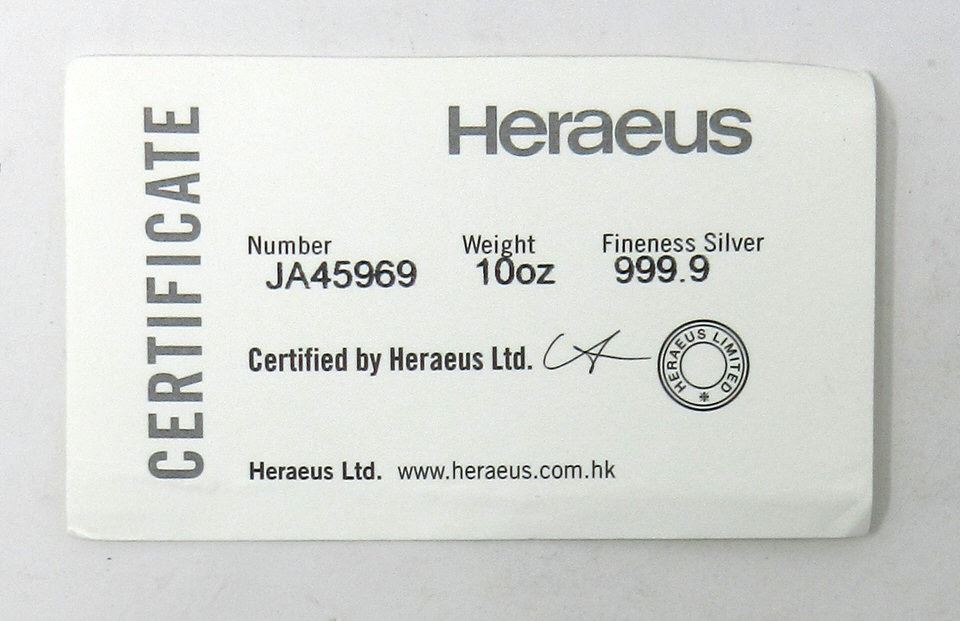 CERTIFICATE
Heraeus
Number Weight Fineness Silver
JA45969 10oz 999.9
Certified by Heraeus Ltd.
HERAEUS LIMITED
Heraeus Ltd. www.heraeus.com.hk